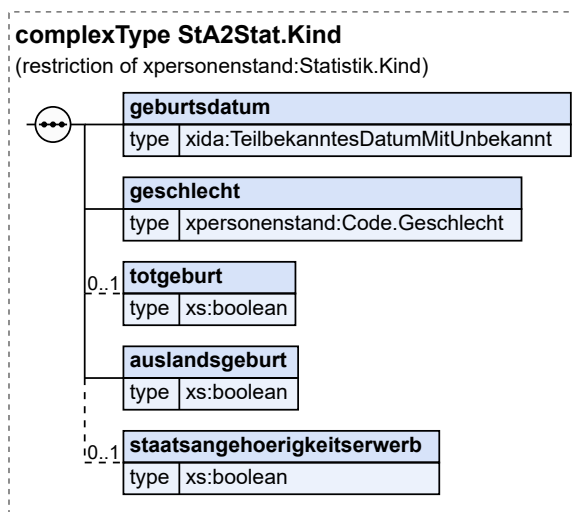 complexType StA2Stat.Kind
(restriction of xpersonenstand:Statistik.Kind)
geburtsdatum
type xida:TeilbekanntesDatumMitUnbekannt
geschlecht
type xpersonenstand:Code.Geschlecht
0..1 totgeburt
type xs:boolean
auslandsgeburt
type xs:boolean
0..1 staatsangehoerigkeitserwerb
type xs:boolean